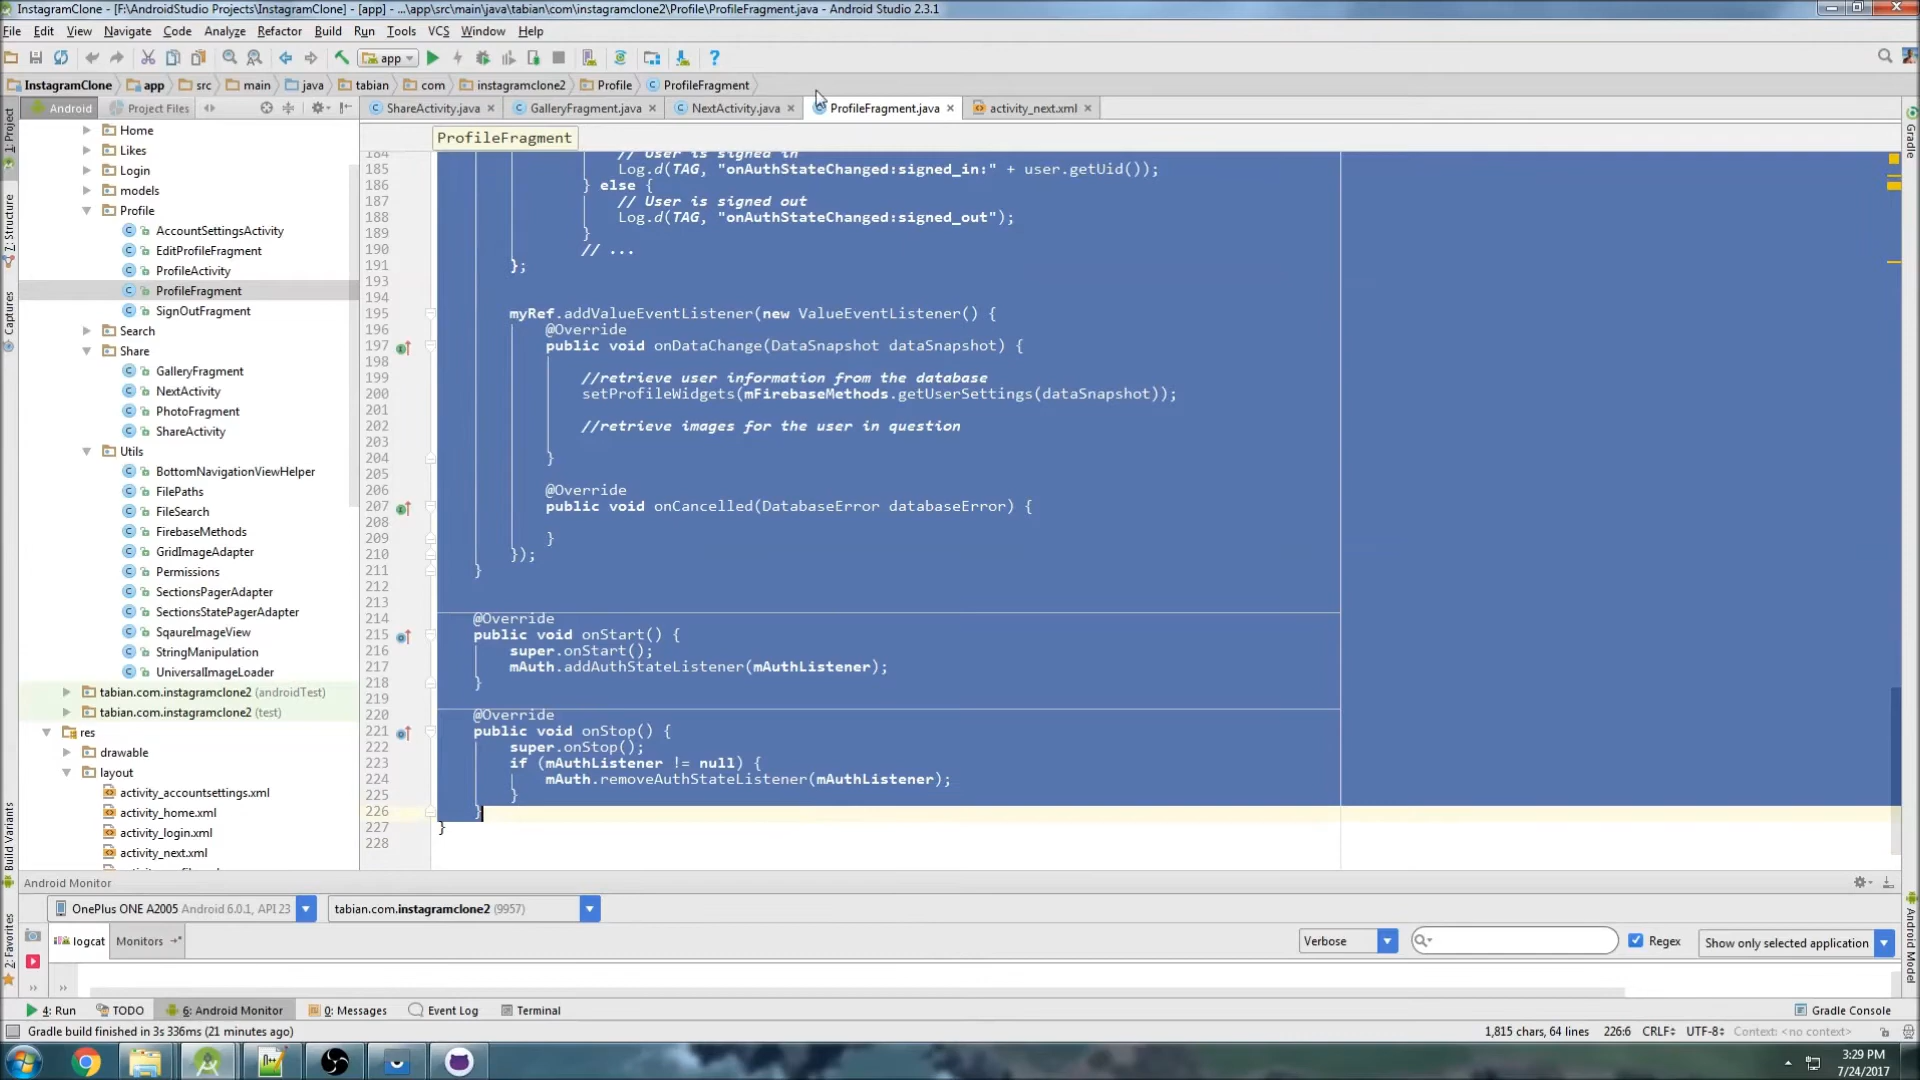 InstagramClone - [F:\AndroidStudio Projects\InstagramClone] - [app] - ...\app\src\main\java\tabian\com\instagramclone2\Profile\ProfileFragment.java - Android Studio 2.3.1
File Edit View Navigate Code Analyze Refactor Build Run Tools VCS Window Help
app
InstagramClone app src main java tabian com instagramclone2 Profile ProfileFragment
Android Project Files
ShareActivity.java GalleryFragment.java NextActivity.java ProfileFragment.java activity_next.xml
ProfileFragment
1: Project
7: Structure
Captures
Build Variants
2: Favorites
Gradle
Android Model
Home
Likes
Login
models
Profile
AccountSettingsActivity
EditProfileFragment
ProfileActivity
ProfileFragment
SignOutFragment
Search
Share
GalleryFragment
NextActivity
PhotoFragment
ShareActivity
Utils
BottomNavigationViewHelper
FilePaths
FileSearch
FirebaseMethods
GridImageAdapter
Permissions
SectionsPagerAdapter
SectionsStatePagerAdapter
SqaureImageView
StringManipulation
UniversalImageLoader
tabian.com.instagramclone2 (androidTest)
tabian.com.instagramclone2 (test)
res
drawable
layout
activity_accountsettings.xml
activity_home.xml
activity_login.xml
activity_next.xml
184 // User is signed in
185 Log.d(TAG, "onAuthStateChanged:signed_in:" + user.getUid());
186 } else {
187 // User is signed out
188 Log.d(TAG, "onAuthStateChanged:signed_out");
189 }
190 // ...
191 };
193
194
195 myRef.addValueEventListener(new ValueEventListener() {
196 @Override
197 public void onDataChange(DataSnapshot dataSnapshot) {
198
199 //retrieve user information from the database
200 setProfileWidgets(mFirebaseMethods.getUserSettings(dataSnapshot));
201
202 //retrieve images for the user in question
203
204 }
205
206 @Override
207 public void onCancelled(DatabaseError databaseError) {
208
209 }
210 });
211 }
212
213
214 @Override
215 public void onStart() {
216 super.onStart();
217 mAuth.addAuthStateListener(mAuthListener);
218 }
219
220 @Override
221 public void onStop() {
222 super.onStop();
223 if (mAuthListener != null) {
224 mAuth.removeAuthStateListener(mAuthListener);
225 }
226 }
227 }
228
Android Monitor
OnePlus ONE A2005 Android 6.0.1, API 23 tabian.com.instagramclone2 (9957)
logcat Monitors Verbose Regex Show only selected application
4: Run TODO 6: Android Monitor 0: Messages Event Log Terminal Gradle Console
Gradle build finished in 3s 336ms (21 minutes ago) 1,815 chars, 64 lines 226:6 CRLF UTF-8 Context: <no context>
3:29 PM
7/24/2017